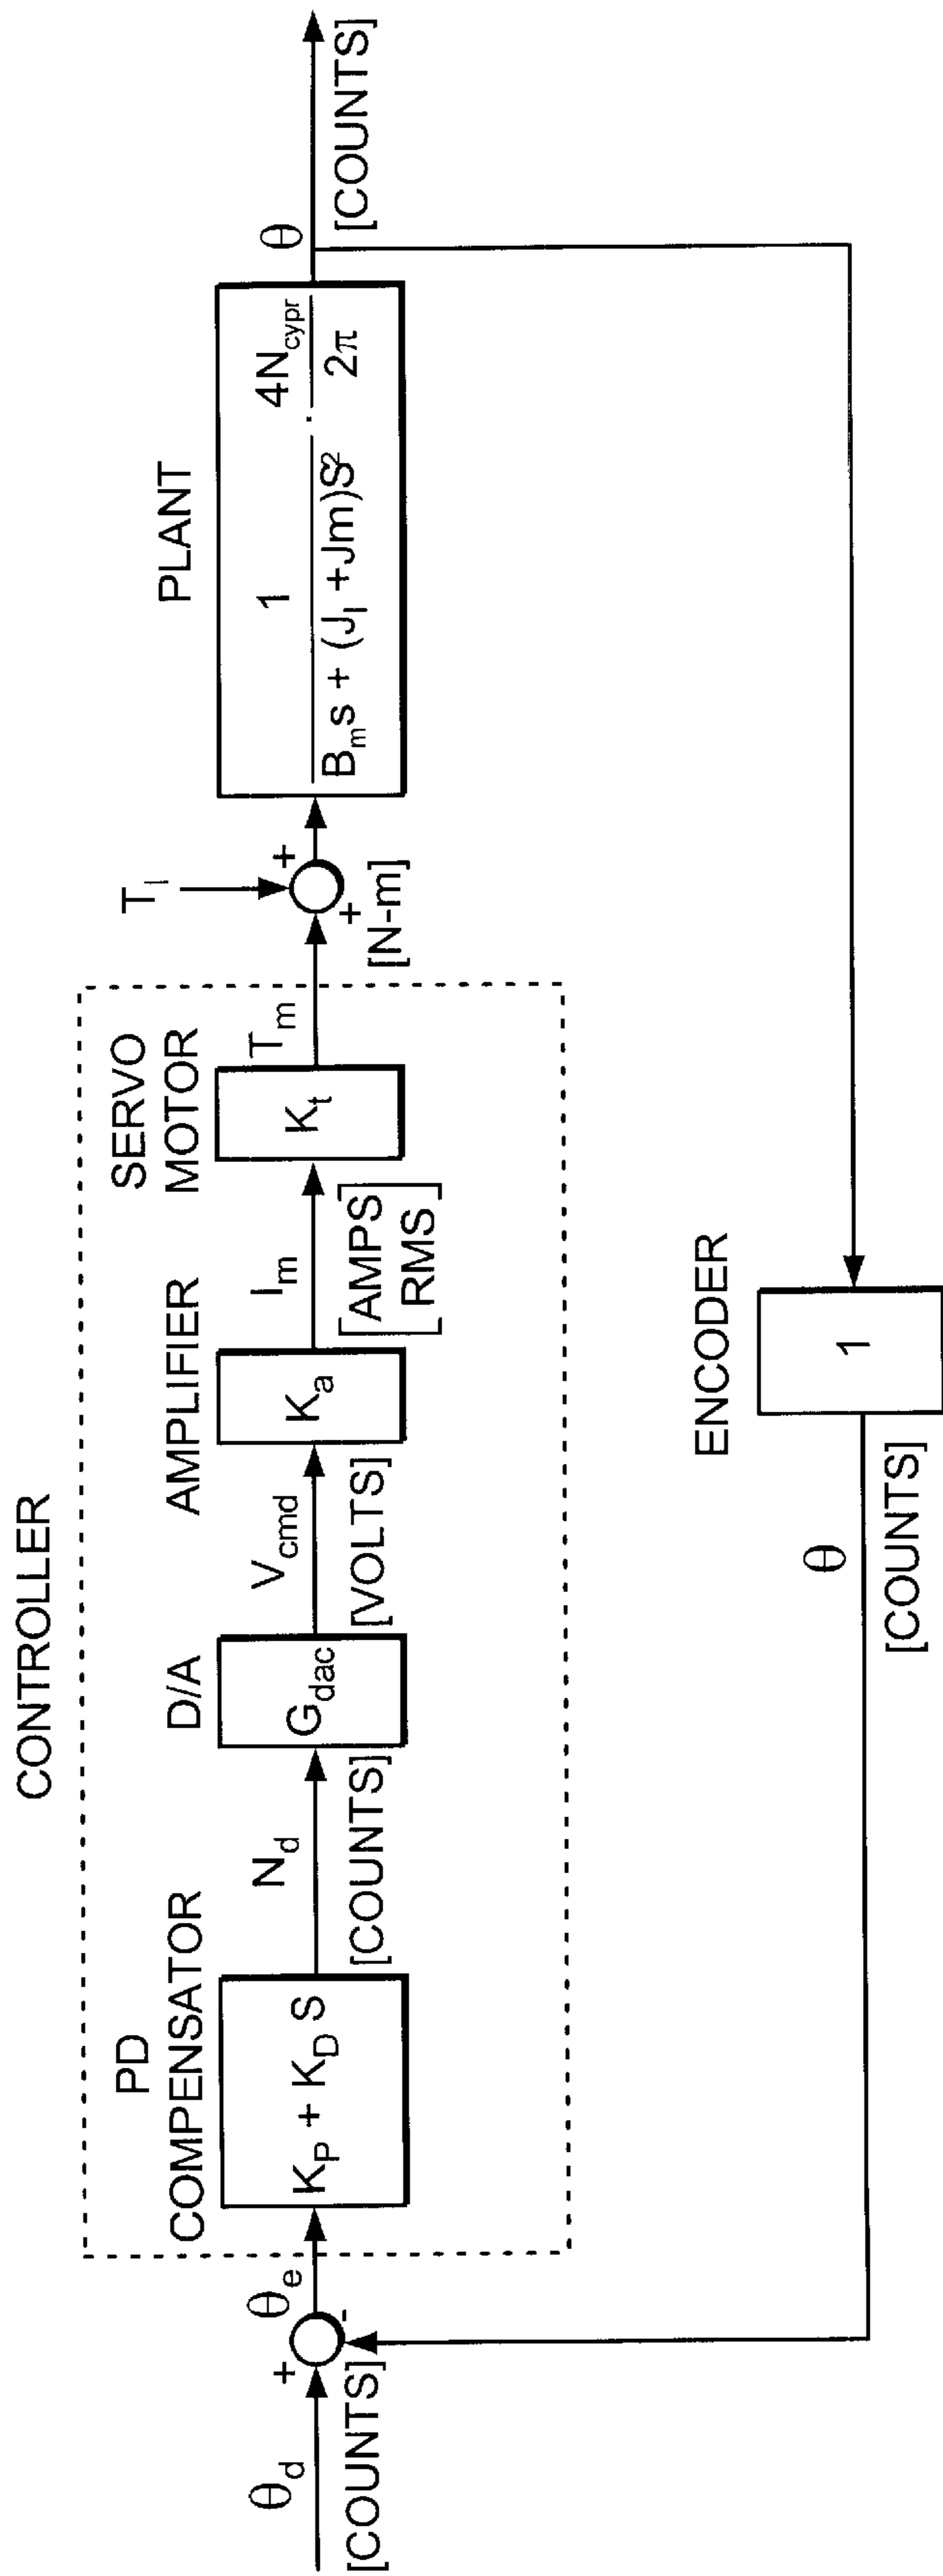 CONTROLLER
PD
COMPENSATOR
D/A
AMPLIFIER
SERVO
MOTOR
PLANT
θd
[COUNTS]
+
-
θe
KP + KD S
Nd
[COUNTS]
Gdac
Vcmd
[VOLTS]
Ka
Im
[AMPS
RMS]
Kt
Tm
Tl
+
+
[N-m]
1
Bms + (Jl +Jm)S²
·
4Ncypr
2π
θ
[COUNTS]
ENCODER
1
θ
[COUNTS]